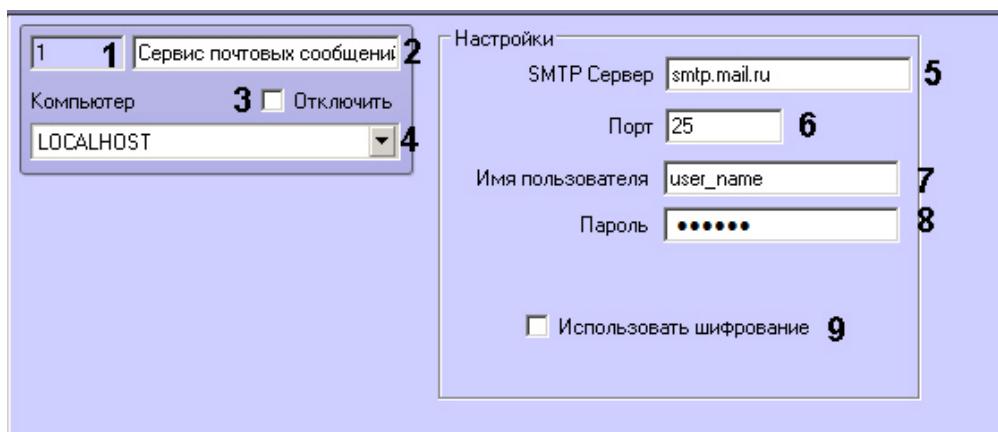 1 1 Сервис почтовых сообщений 2
Компьютер 3 Отключить
LOCALHOST 4
Настройки
SMTP Сервер smtp.mail.ru 5
Порт 25 6
Имя пользователя user_name 7
Пароль •••••• 8
Использовать шифрование 9